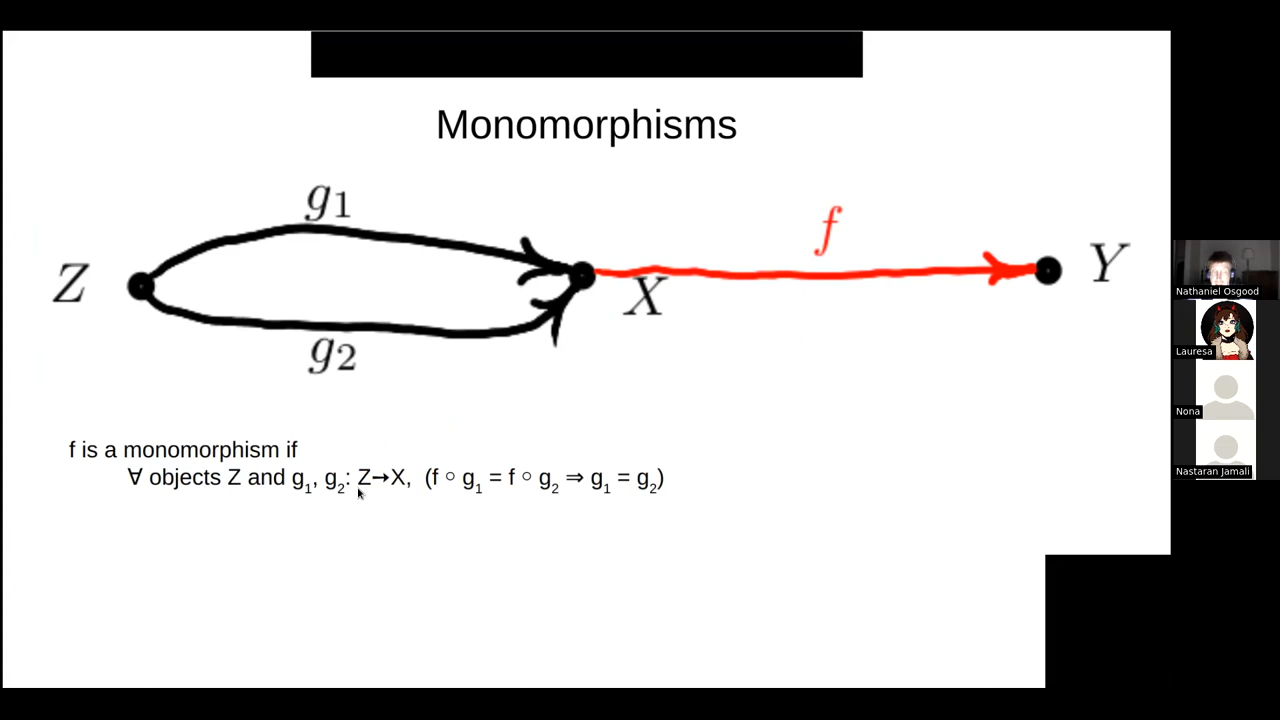 Monomorphisms
g1
f
Z
X
Y
g2
f is a monomorphism if
∀ objects Z and g1, g2: Z→X, (f ○ g1 = f ○ g2 ⇒ g1 = g2)
Nathaniel Osgood
Lauresa
Nona
Nastaran Jamali